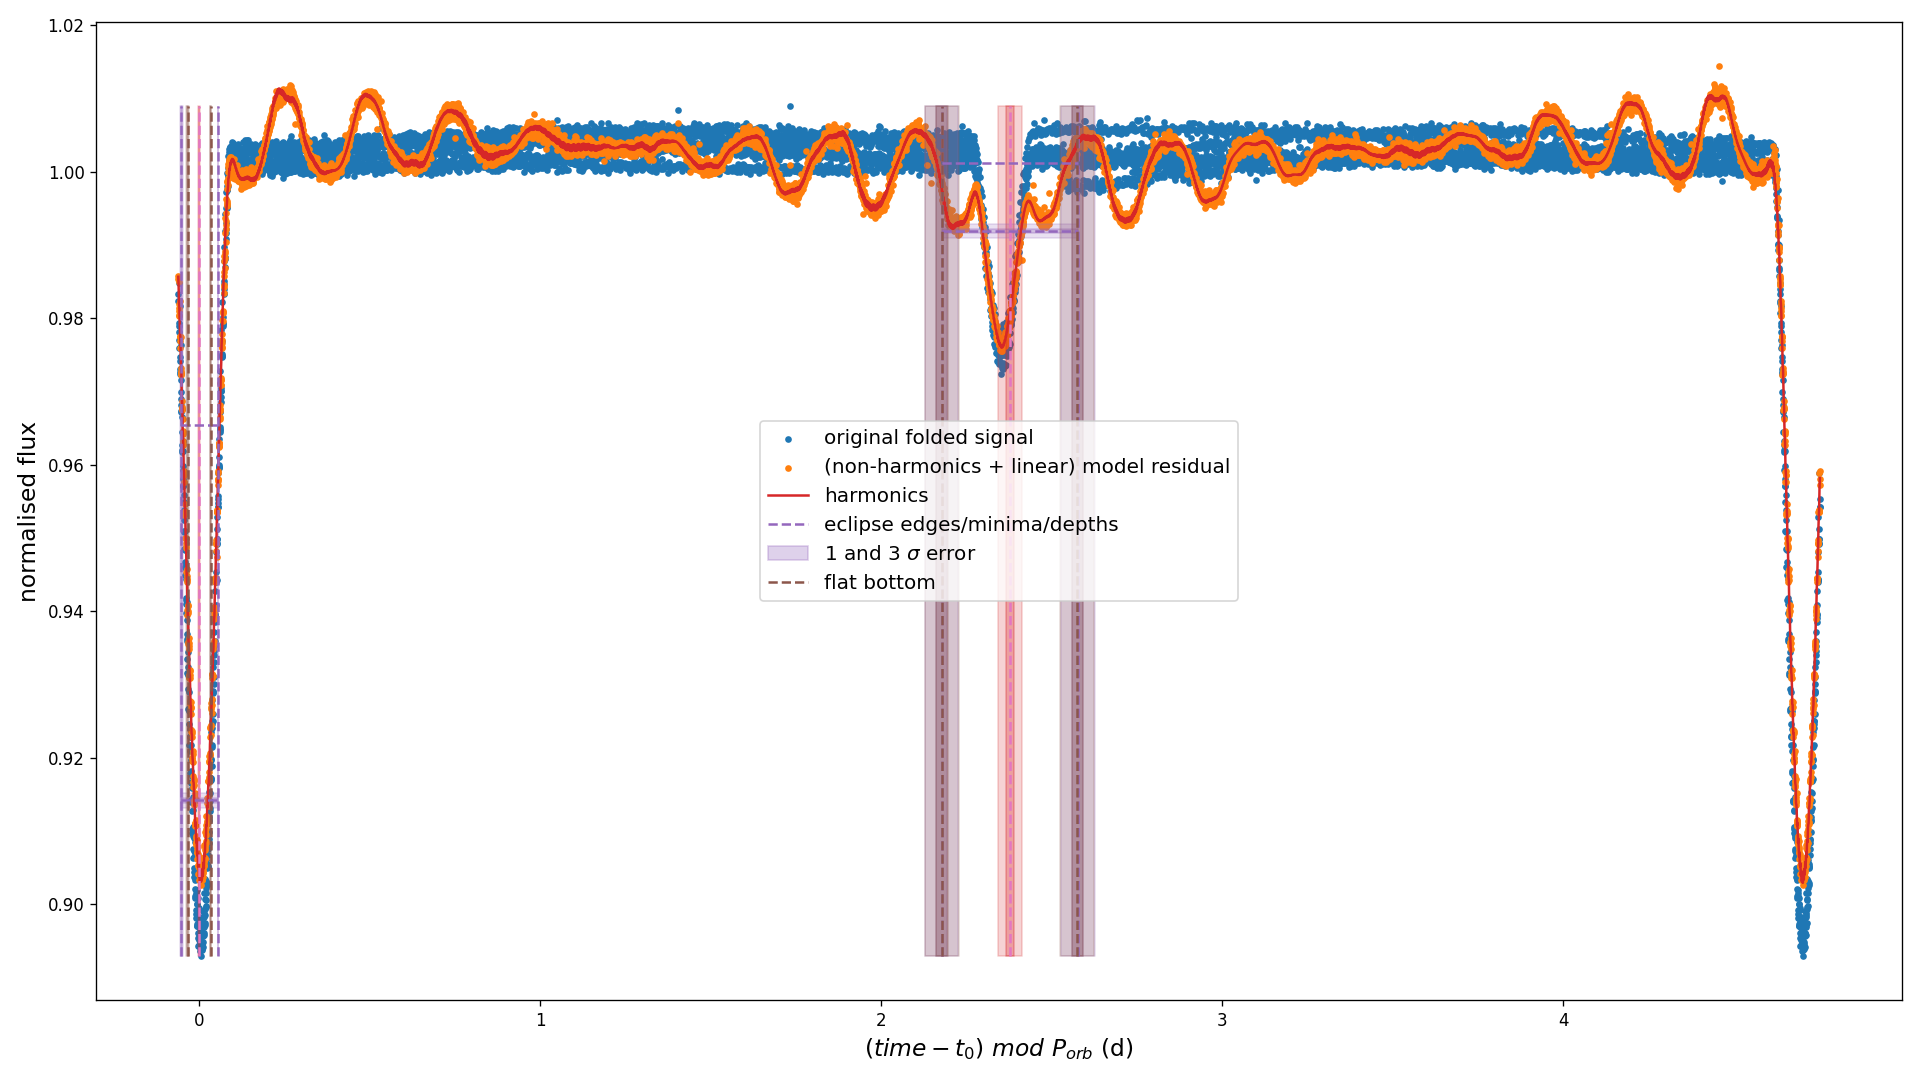 1.02
1.00
0.98
0.96
0.94
0.92
0.90
normalised flux
original folded signal
(non-harmonics + linear) model residual
harmonics
eclipse edges/minima/depths
1 and 3 σ error
flat bottom
0 1 2 3 4
(time − t₀) mod Pₒᵣb (d)